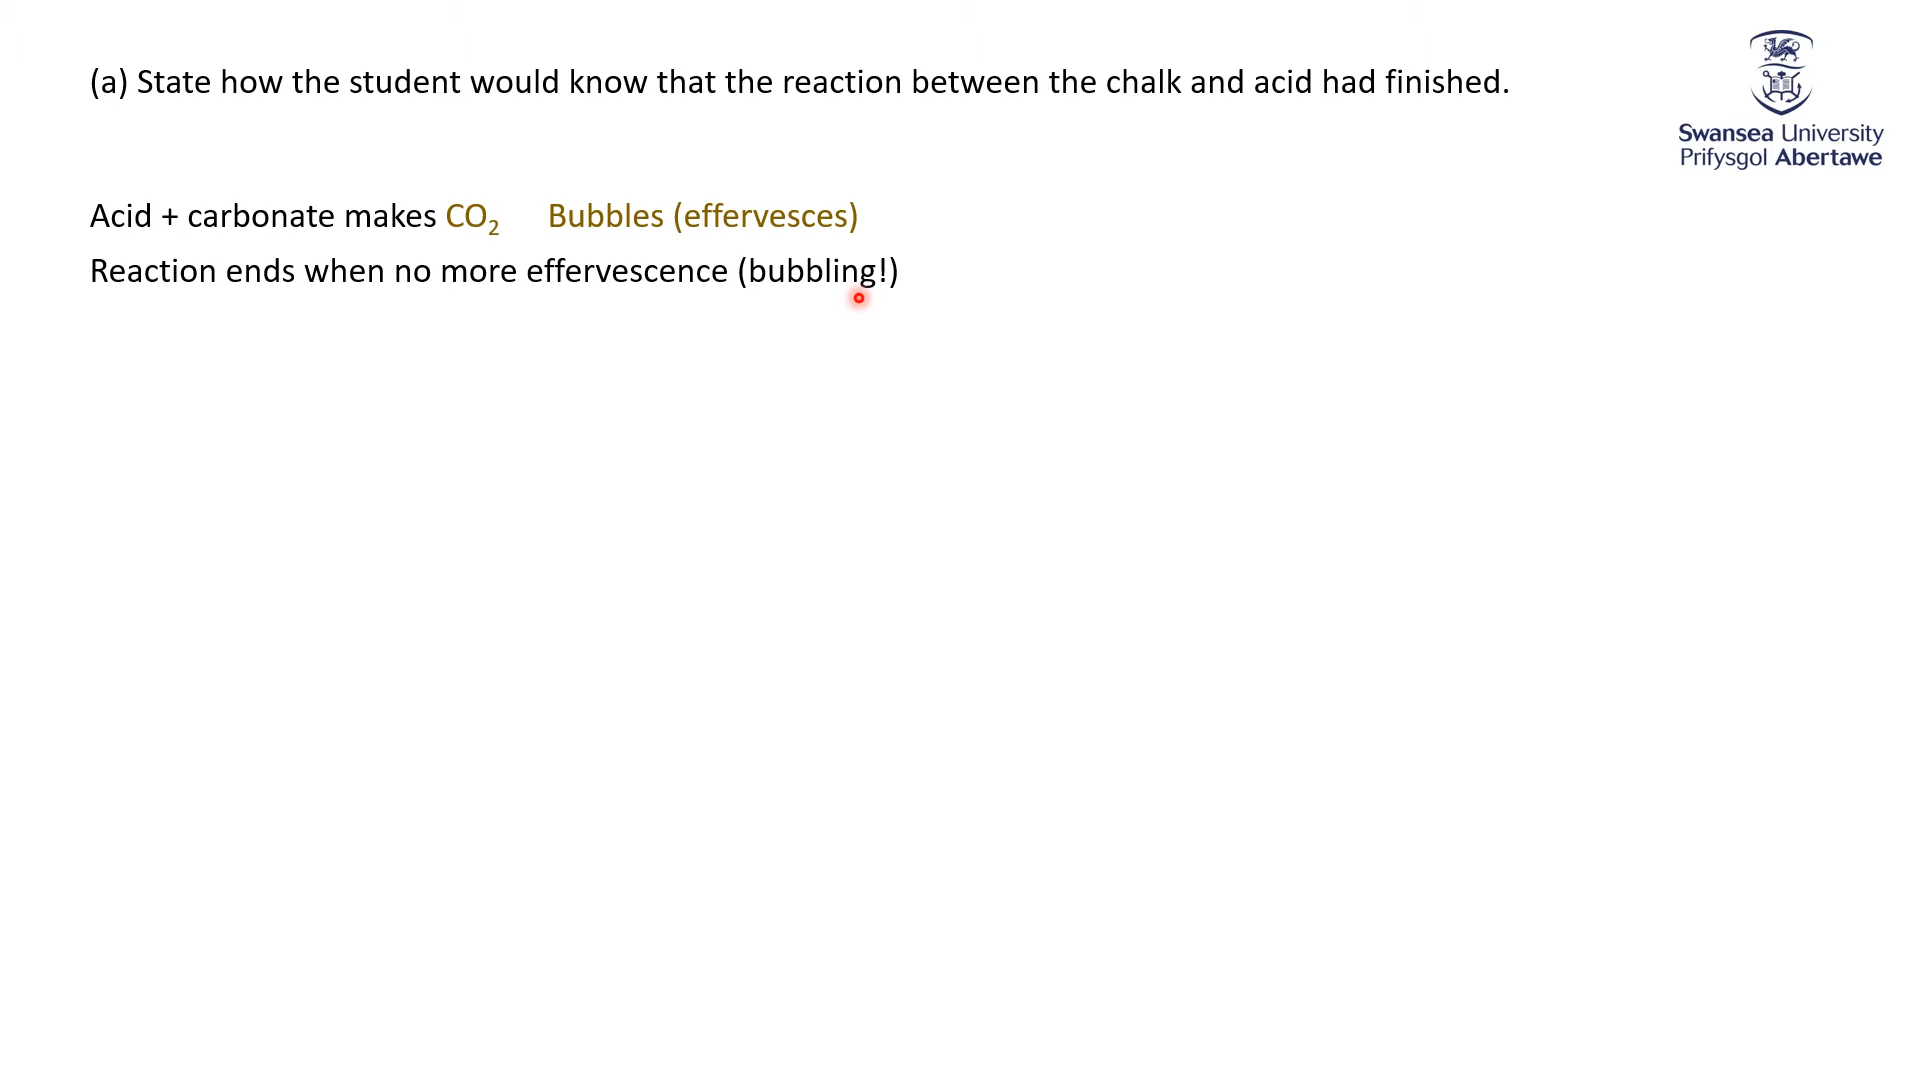 (a) State how the student would know that the reaction between the chalk and acid had finished.
Swansea University
Prifysgol Abertawe
Acid + carbonate makes CO₂ Bubbles (effervesces)
Reaction ends when no more effervescence (bubbling!)